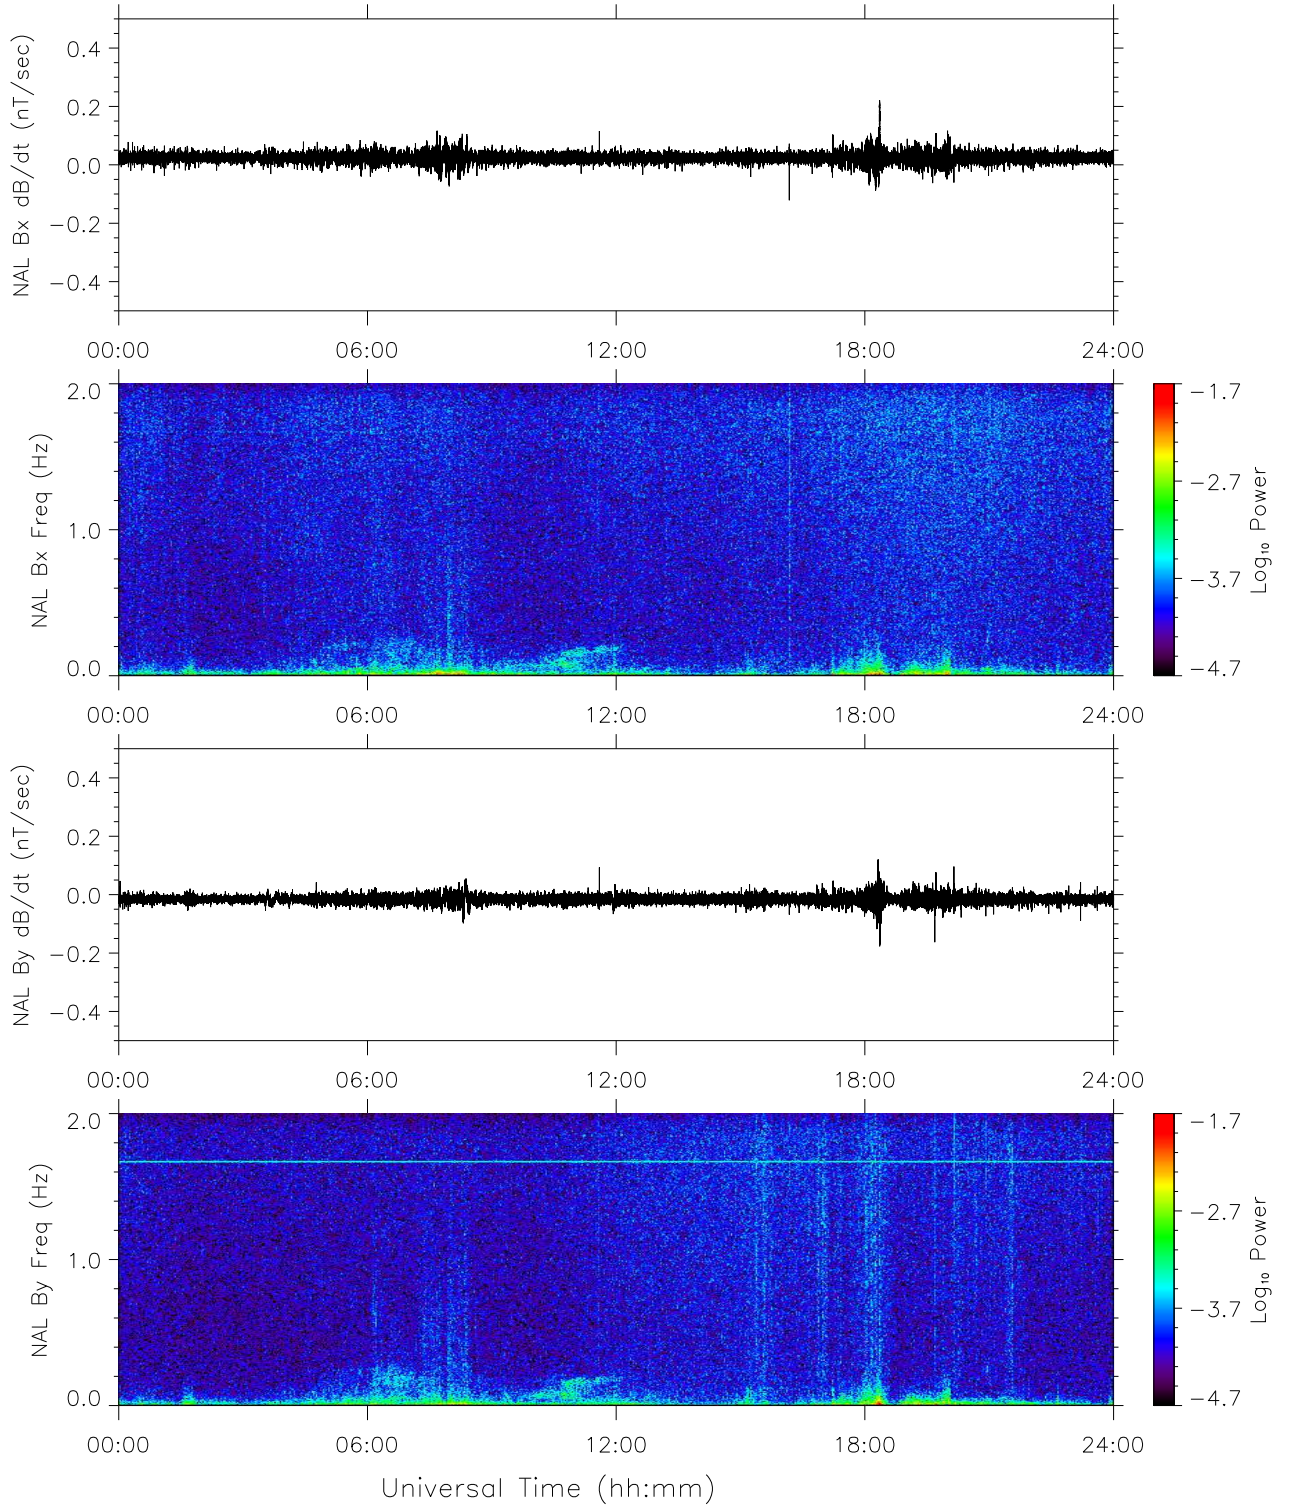 NAL Bx dB/dt (nT/sec)
0.4
0.2
0.0
−0.2
−0.4
00:00 06:00 12:00 18:00 24:00
NAL Bx Freq (Hz)
2.0
1.0
0.0
00:00 06:00 12:00 18:00 24:00
−1.7
−2.7
−3.7
−4.7
Log₁₀ Power
NAL By dB/dt (nT/sec)
0.4
0.2
0.0
−0.2
−0.4
00:00 06:00 12:00 18:00 24:00
NAL By Freq (Hz)
2.0
1.0
0.0
00:00 06:00 12:00 18:00 24:00
−1.7
−2.7
−3.7
−4.7
Log₁₀ Power
Universal Time (hh:mm)